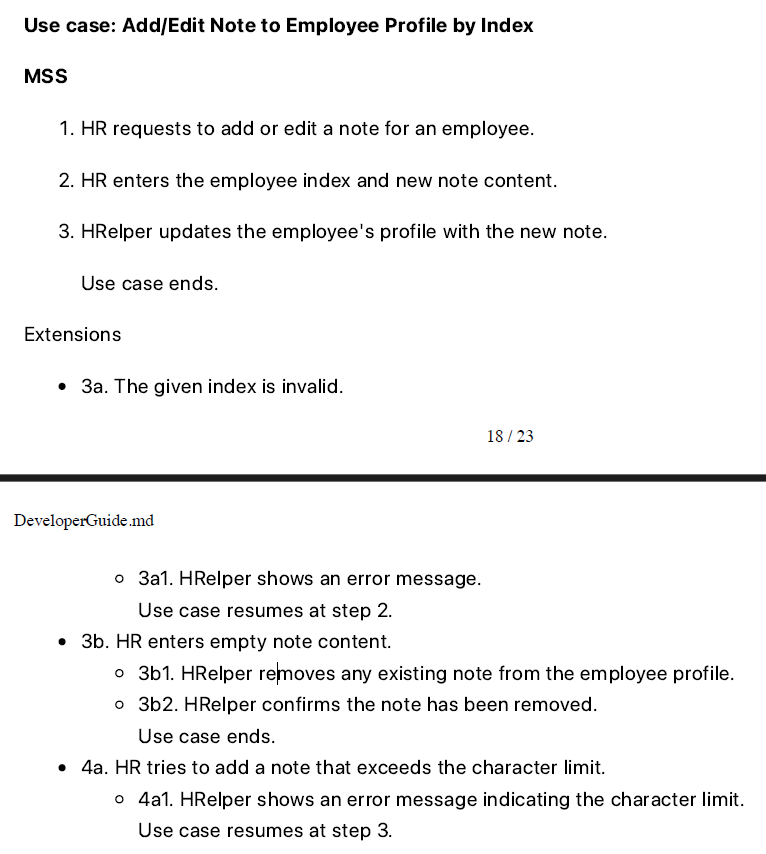 Use case: Add/Edit Note to Employee Profile by Index
MSS
1. HR requests to add or edit a note for an employee.
2. HR enters the employee index and new note content.
3. HRelper updates the employee's profile with the new note.
Use case ends.
Extensions
• 3a. The given index is invalid.
18 / 23
DeveloperGuide.md
○ 3a1. HRelper shows an error message.
Use case resumes at step 2.
• 3b. HR enters empty note content.
○ 3b1. HRelper removes any existing note from the employee profile.
○ 3b2. HRelper confirms the note has been removed.
Use case ends.
• 4a. HR tries to add a note that exceeds the character limit.
○ 4a1. HRelper shows an error message indicating the character limit.
Use case resumes at step 3.